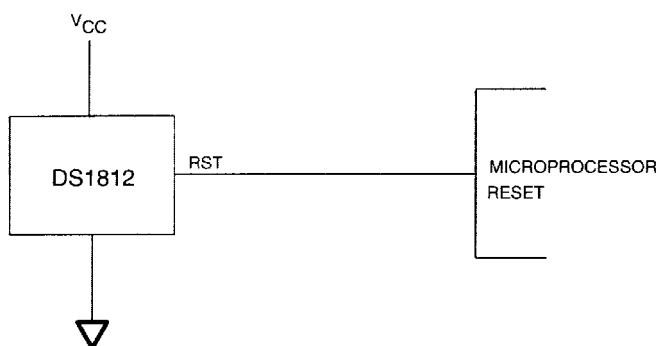 VCC
DS1812
RST
MICROPROCESSOR
RESET